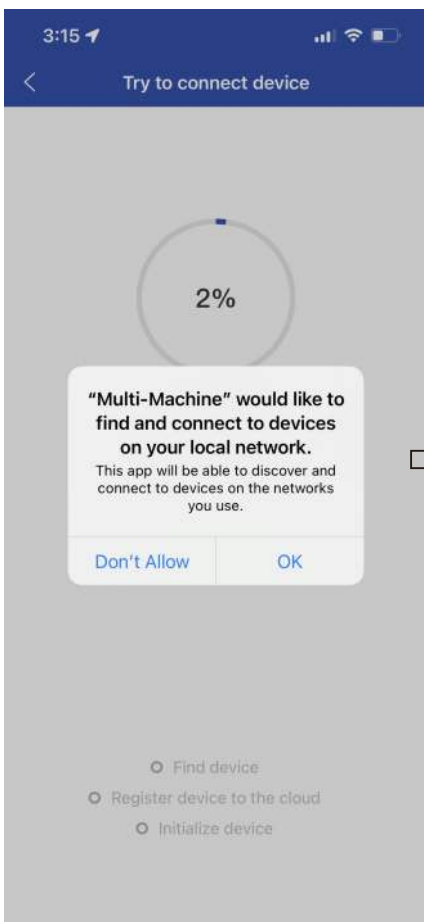 3:15
Try to connect device
2%
“Multi-Machine” would like to
find and connect to devices
on your local network.
This app will be able to discover and
connect to devices on the networks
you use.
Don't Allow
OK
Find device
Register device to the cloud
Initialize device